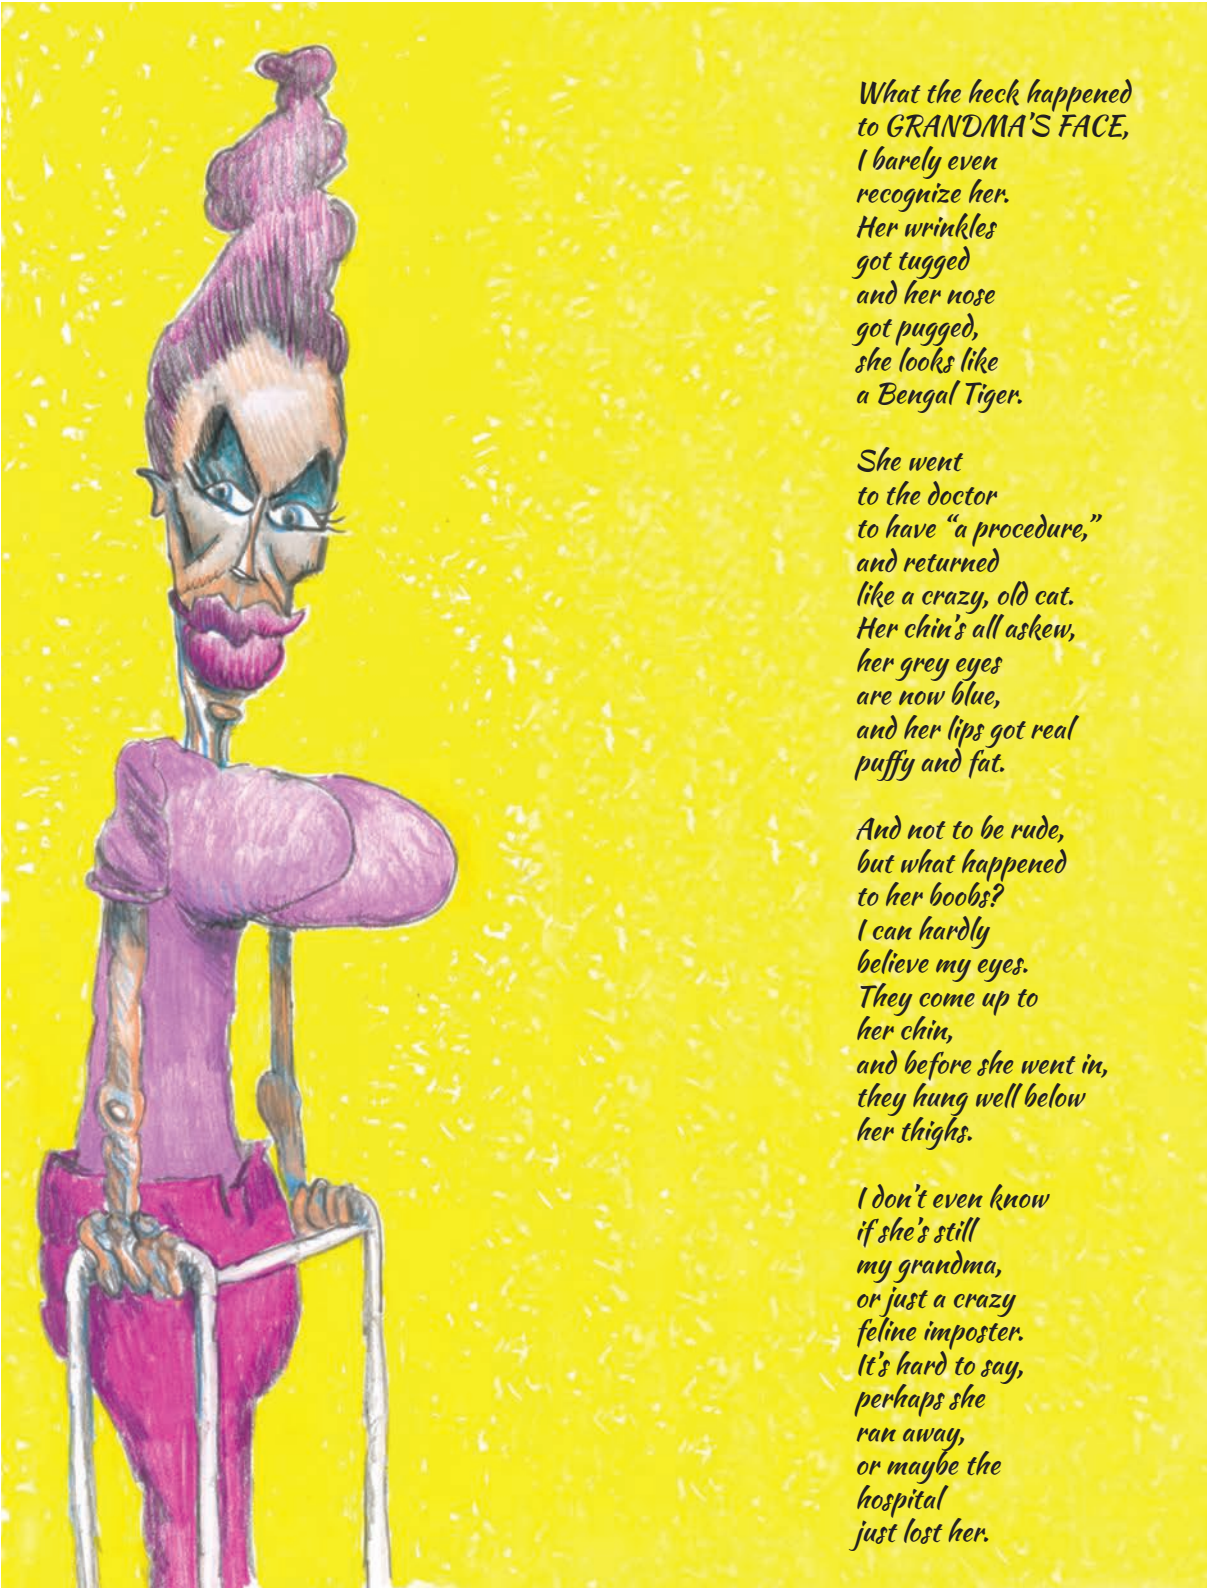 What the heck happened
to GRANDMA'S FACE,
I barely even
recognize her.
Her wrinkles
got tugged
and her nose
got pugged,
she looks like
a Bengal Tiger.
She went
to the doctor
to have “a procedure,”
and returned
like a crazy, old cat.
Her chin's all askew,
her grey eyes
are now blue,
and her lips got real
puffy and fat.
And not to be rude,
but what happened
to her boobs?
I can hardly
believe my eyes.
They come up to
her chin,
and before she went in,
they hung well below
her thighs.
I don't even know
if she's still
my grandma,
or just a crazy
feline imposter.
It's hard to say,
perhaps she
ran away,
or maybe the
hospital
just lost her.